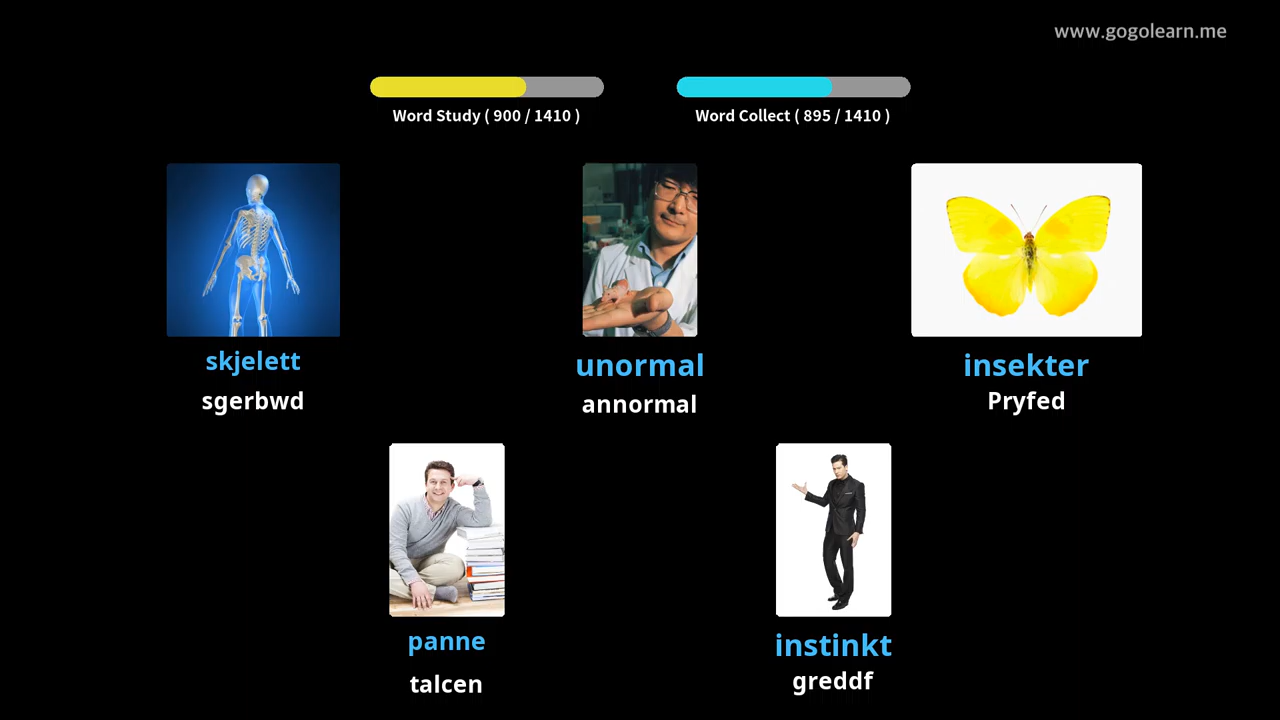 www.gogolearn.me
Word Study ( 900 / 1410 )
Word Collect ( 895 / 1410 )
skjelett
sgerbwd
unormal
annormal
insekter
Pryfed
panne
talcen
instinkt
greddf